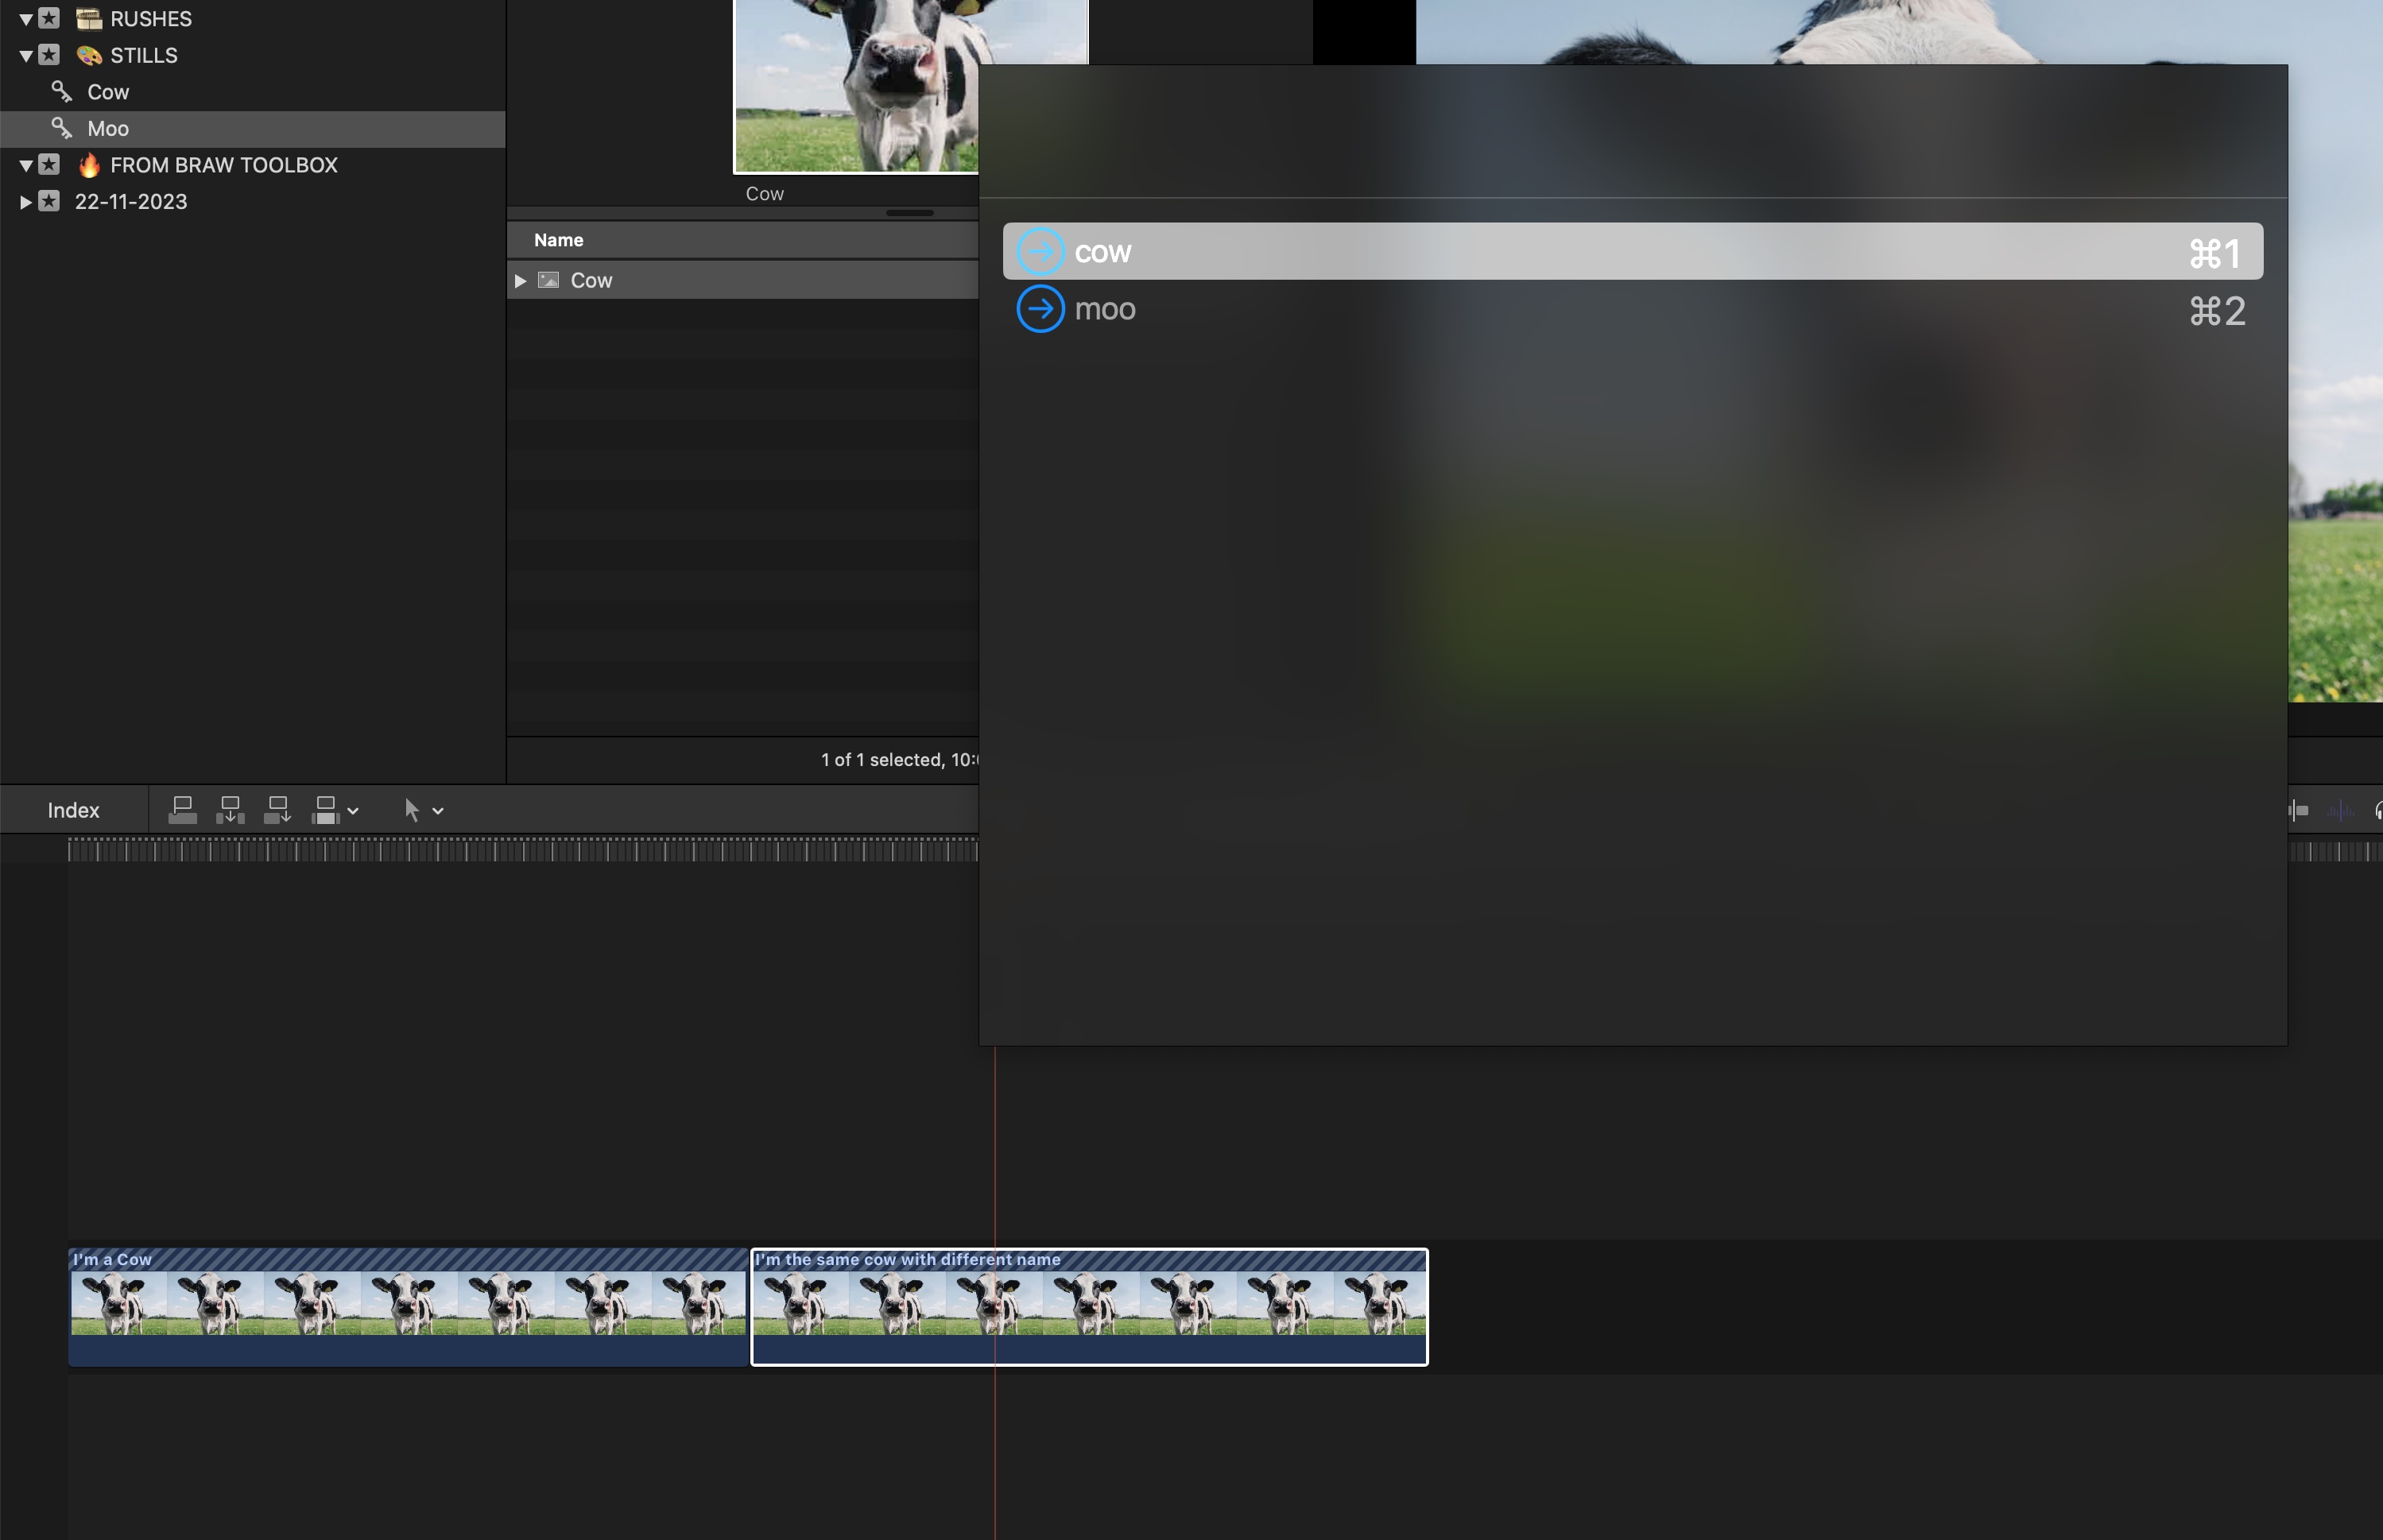 RUSHES
STILLS
Cow
Moo
FROM BRAW TOOLBOX
22-11-2023
Cow
Name
Cow
1 of 1 selected, 10:
cow ⌘1
moo ⌘2
Index
I'm a Cow
I'm the same cow with different name